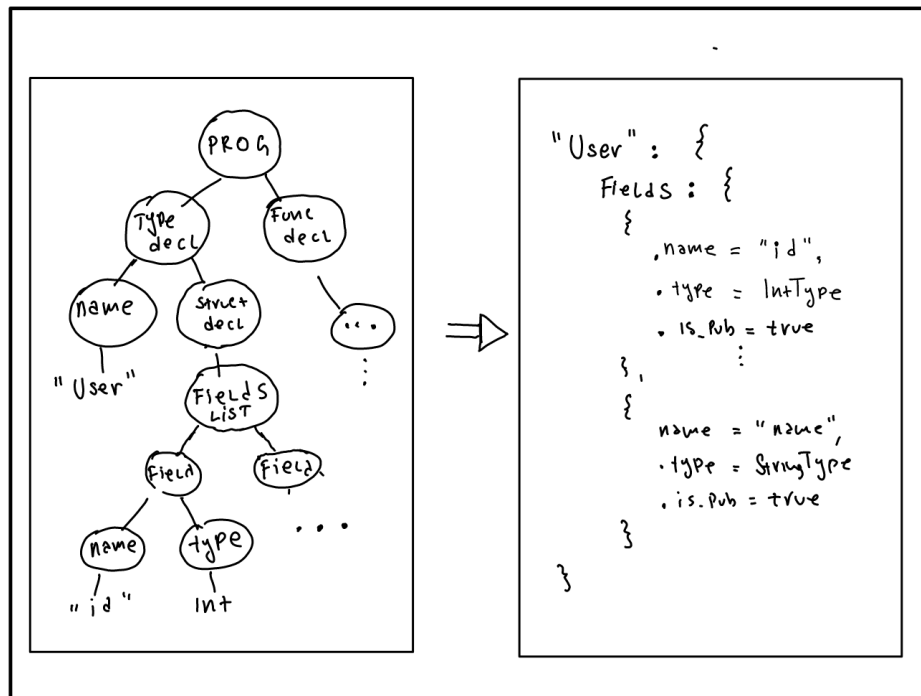 PROG
Type
decl
Func
decl
name
Struct
decl
...
"User"
Fields
List
Field
Field
name
type
...
"id"
Int
"User" : {
Fields : {
{
.name = "id",
.type = IntType
.is_Pub = true
},
{
name = "name",
.type = StringType
.is_Pub = true
}
}